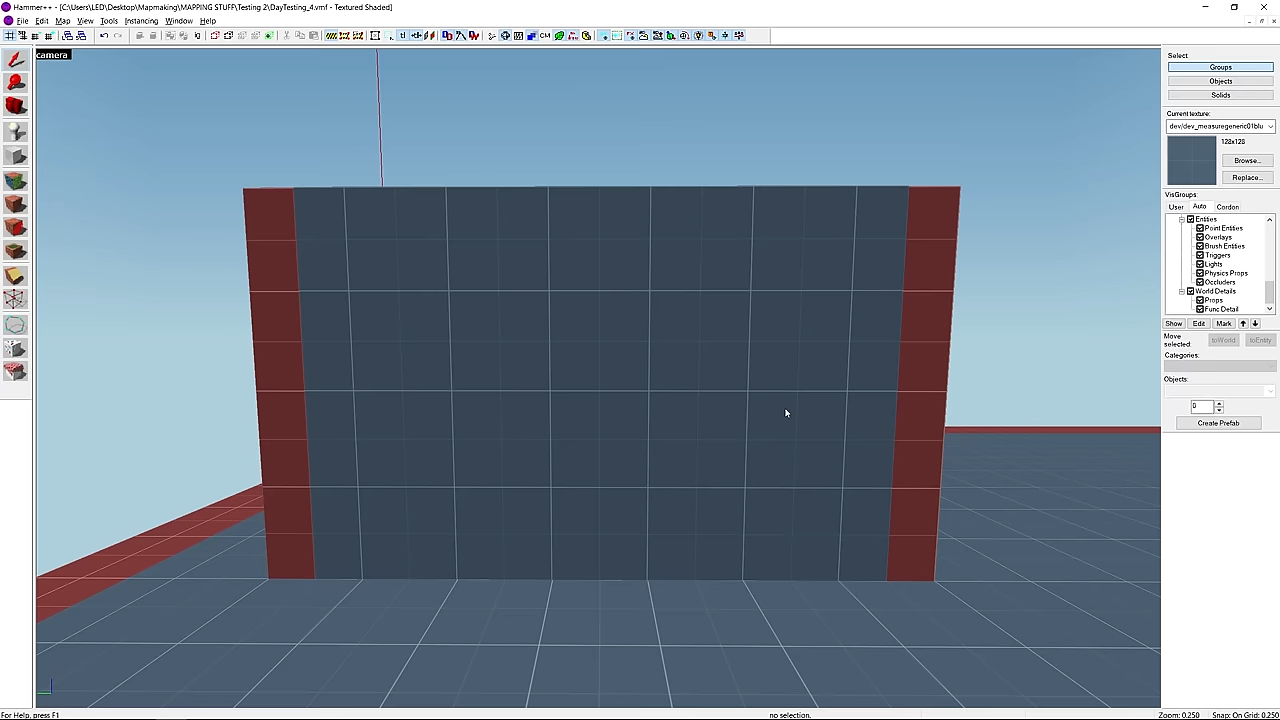 Hammer++ - [C:\Users\LED\Desktop\Mapmaking\MAPPING STUFF\Testing 2\DayTesting_4.vmf - Textured Shaded]
File Edit Map View Tools Instancing Window Help
camera
Select:
Groups
Objects
Solids
Current texture:
dev/dev_measuregeneric01blu
128x128
Browse...
Replace...
VisGroups:
User Auto Cordon
Entities
Point Entities
Overlays
Brush Entities
Triggers
Lights
Physics Props
Occluders
World Details
Props
Func Detail
Show Edit Mark
Move selected:
toWorld toEntity
Categories:
Objects:
0
Create Prefab
For Help, press F1
no selection.
Zoom: 0.250 Snap: On Grid: 0.250